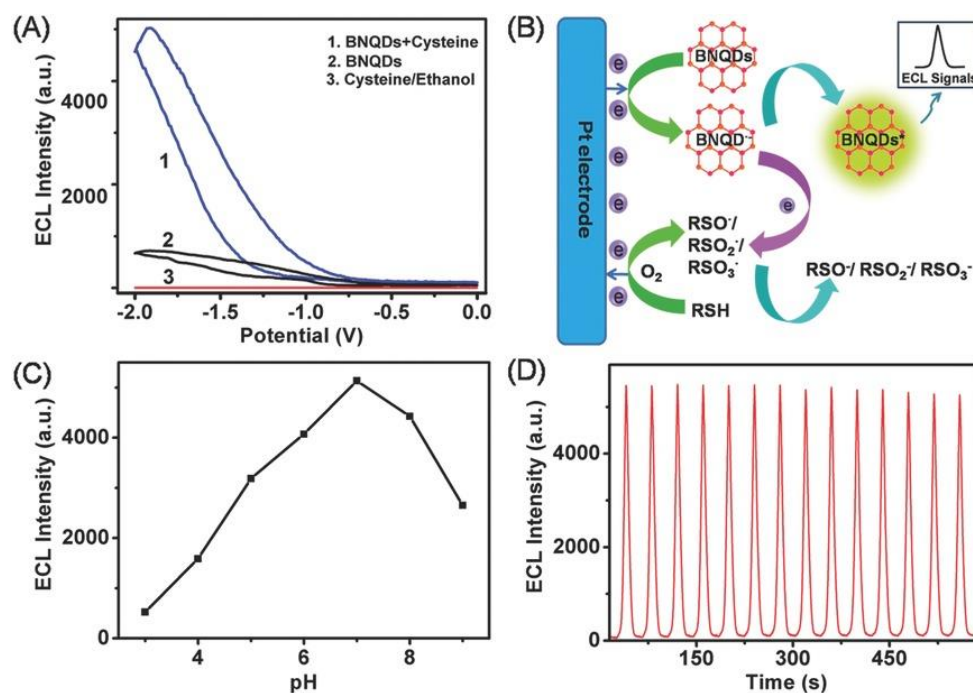 (A)
ECL Intensity (a.u.)
4000
2000
0
1. BNQDs+Cysteine
2. BNQDs
3. Cysteine/Ethanol
1
2
3
-2.0 -1.5 -1.0 -0.5 0.0
Potential (V)
(B)
Pt electrode
e
e
e
e
e
e
BNQDs
BNQD·-
e
BNQDs*
ECL Signals
O₂
RSH
RSO·/
RSO₂·/
RSO₃·
RSO-/ RSO₂-/ RSO₃-
(C)
ECL Intensity (a.u.)
4000
2000
0
4 6 8
pH
(D)
ECL Intensity (a.u.)
4000
2000
0
150 300 450
Time (s)